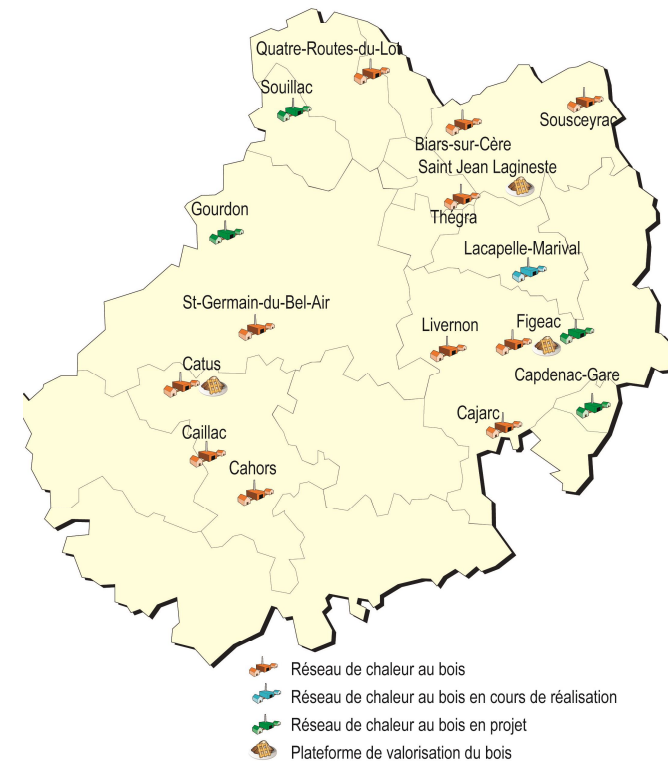 Quatre-Routes-du-Lot
Souillac
Sousceyrac
Biars-sur-Cère
Saint Jean Lagineste
Gourdon
Thégra
Lacapelle-Marival
St-Germain-du-Bel-Air
Livernon
Figeac
Catus
Capdenac-Gare
Cajarc
Caillac
Cahors
Réseau de chaleur au bois
Réseau de chaleur au bois en cours de réalisation
Réseau de chaleur au bois en projet
Plateforme de valorisation du bois